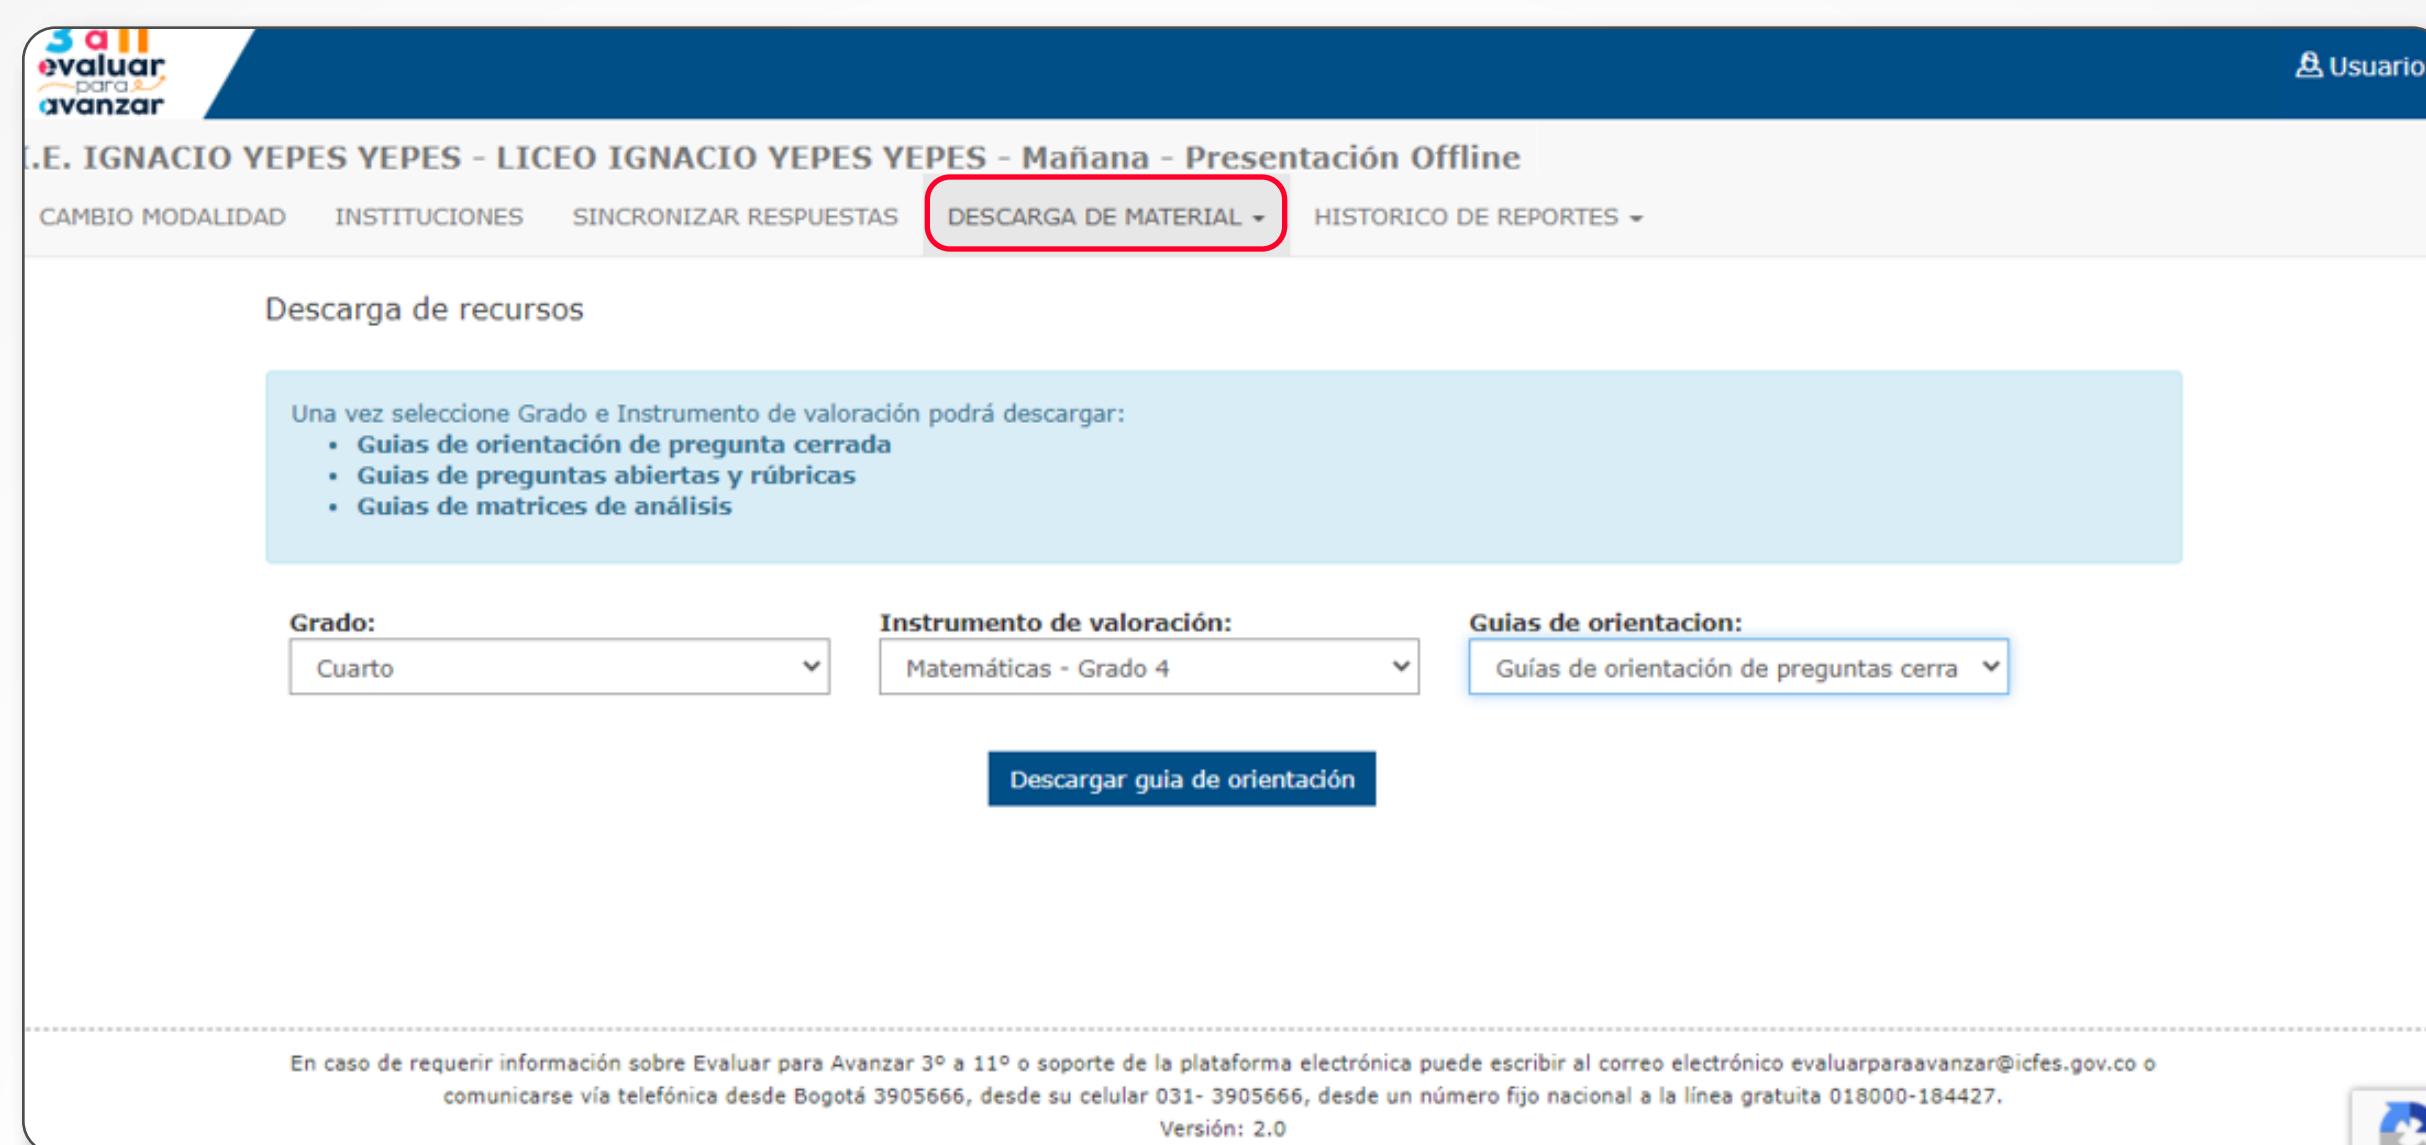 3 a 11
evaluar
para
avanzar
Usuario
.E. IGNACIO YEPES YEPES - LICEO IGNACIO YEPES YEPES - Mañana - Presentación Offline
CAMBIO MODALIDAD INSTITUCIONES SINCRONIZAR RESPUESTAS DESCARGA DE MATERIAL HISTORICO DE REPORTES
Descarga de recursos
Una vez seleccione Grado e Instrumento de valoración podrá descargar:
• Guias de orientación de pregunta cerrada
• Guias de preguntas abiertas y rúbricas
• Guias de matrices de análisis
Grado: Instrumento de valoración: Guias de orientacion:
Cuarto Matemáticas - Grado 4 Guías de orientación de preguntas cerra
Descargar guia de orientación
En caso de requerir información sobre Evaluar para Avanzar 3º a 11º o soporte de la plataforma electrónica puede escribir al correo electrónico evaluarparaavanzar@icfes.gov.co o
comunicarse vía telefónica desde Bogotá 3905666, desde su celular 031- 3905666, desde un número fijo nacional a la línea gratuita 018000-184427.
Versión: 2.0